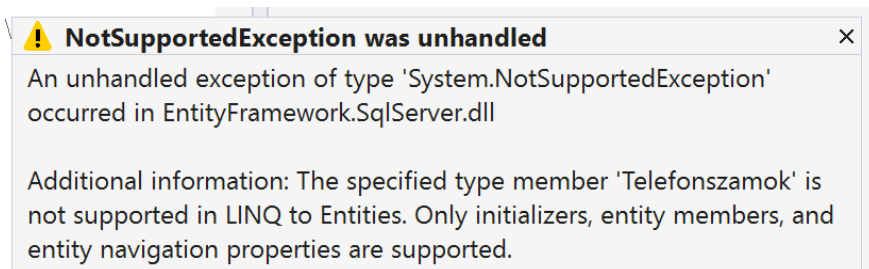 NotSupportedException was unhandled
An unhandled exception of type 'System.NotSupportedException'
occurred in EntityFramework.SqlServer.dll
Additional information: The specified type member 'Telefonszamok' is
not supported in LINQ to Entities. Only initializers, entity members, and
entity navigation properties are supported.